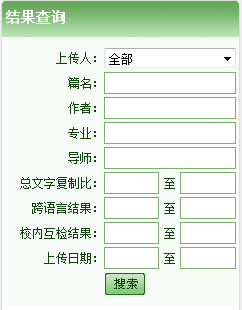 结果查询
上传人： 全部
篇名：
作者：
专业：
导师：
总文字复制比： 至
跨语言结果： 至
校内互检结果： 至
上传日期： 至
搜索